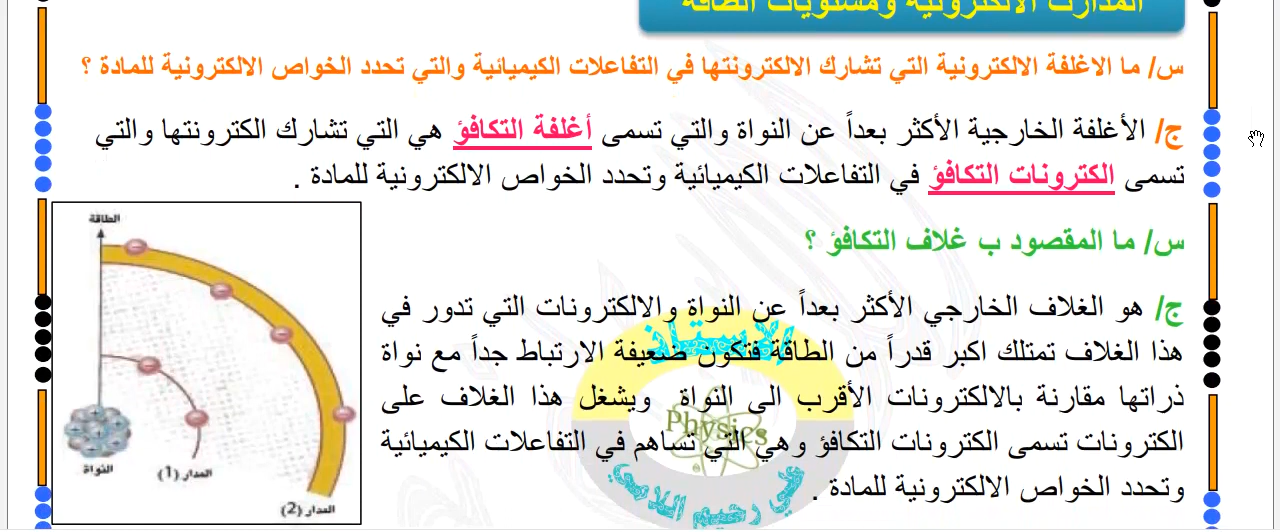 المدارات الالكترونية ومستويات الطاقة
س/ ما الاغلفة الالكترونية التي تشارك الالكترونتها في التفاعلات الكيميائية والتي تحدد الخواص الالكترونية للمادة ؟
ج/ الأغلفة الخارجية الأكثر بعداً عن النواة والتي تسمى أغلفة التكافؤ هي التي تشارك الكترونتها والتي
تسمى الكترونات التكافؤ في التفاعلات الكيميائية وتحدد الخواص الالكترونية للمادة .
س/ ما المقصود ب غلاف التكافؤ ؟
ج/ هو الغلاف الخارجي الأكثر بعداً عن النواة والالكترونات التي تدور في
هذا الغلاف تمتلك اكبر قدراً من الطاقة فتكون ضعيفة الارتباط جداً مع نواة
ذراتها مقارنة بالالكترونات الأقرب الى النواة ويشغل هذا الغلاف على
الكترونات تسمى الكترونات التكافؤ وهي التي تساهم في التفاعلات الكيميائية
وتحدد الخواص الالكترونية للمادة .
الطاقة
النواة
المدار (1)
المدار (2)
الاستاذ
Physics
رحيم اللامي